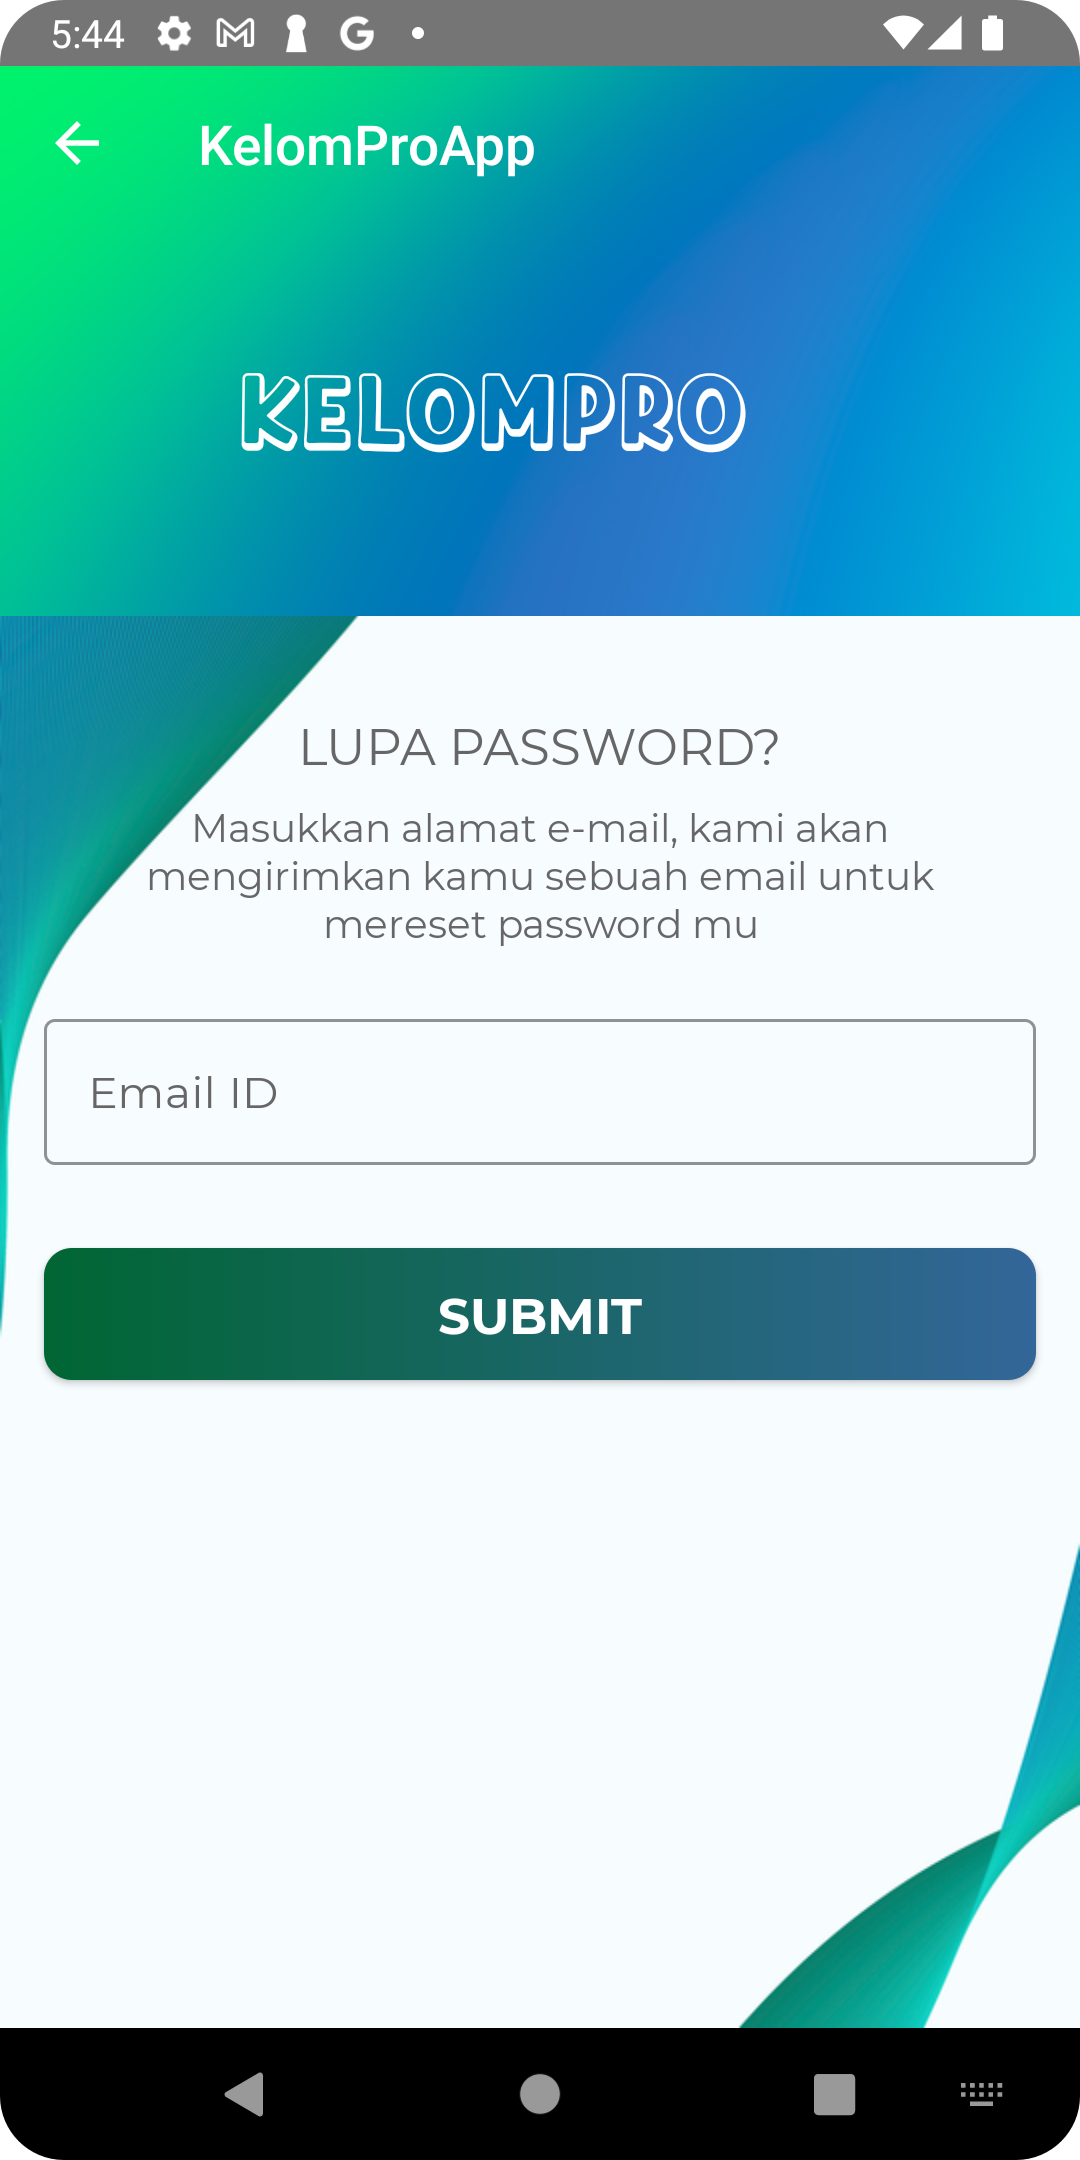 5:44
KelomProApp
KELOMPRO
LUPA PASSWORD?
Masukkan alamat e-mail, kami akan
mengirimkan kamu sebuah email untuk
mereset password mu
Email ID
SUBMIT